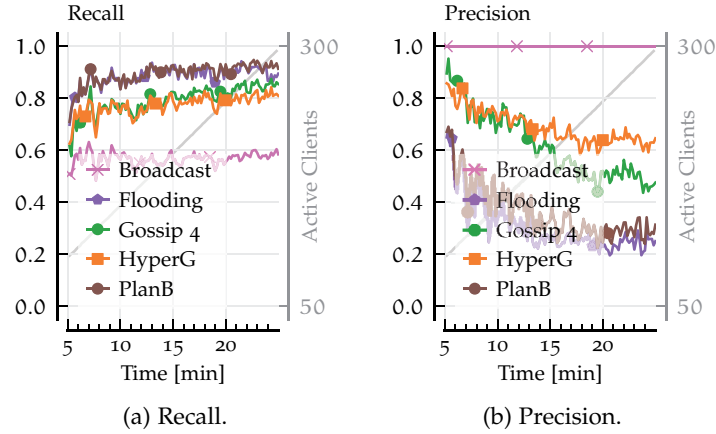 Recall
1.0
0.8
0.6
0.4
0.2
0.0
300
50
Active Clients
Broadcast
Flooding
Gossip 4
HyperG
PlanB
5 10 15 20
Time [min]
(a) Recall.
Precision
1.0
0.8
0.6
0.4
0.2
0.0
300
50
Active Clients
Broadcast
Flooding
Gossip 4
HyperG
PlanB
5 10 15 20
Time [min]
(b) Precision.